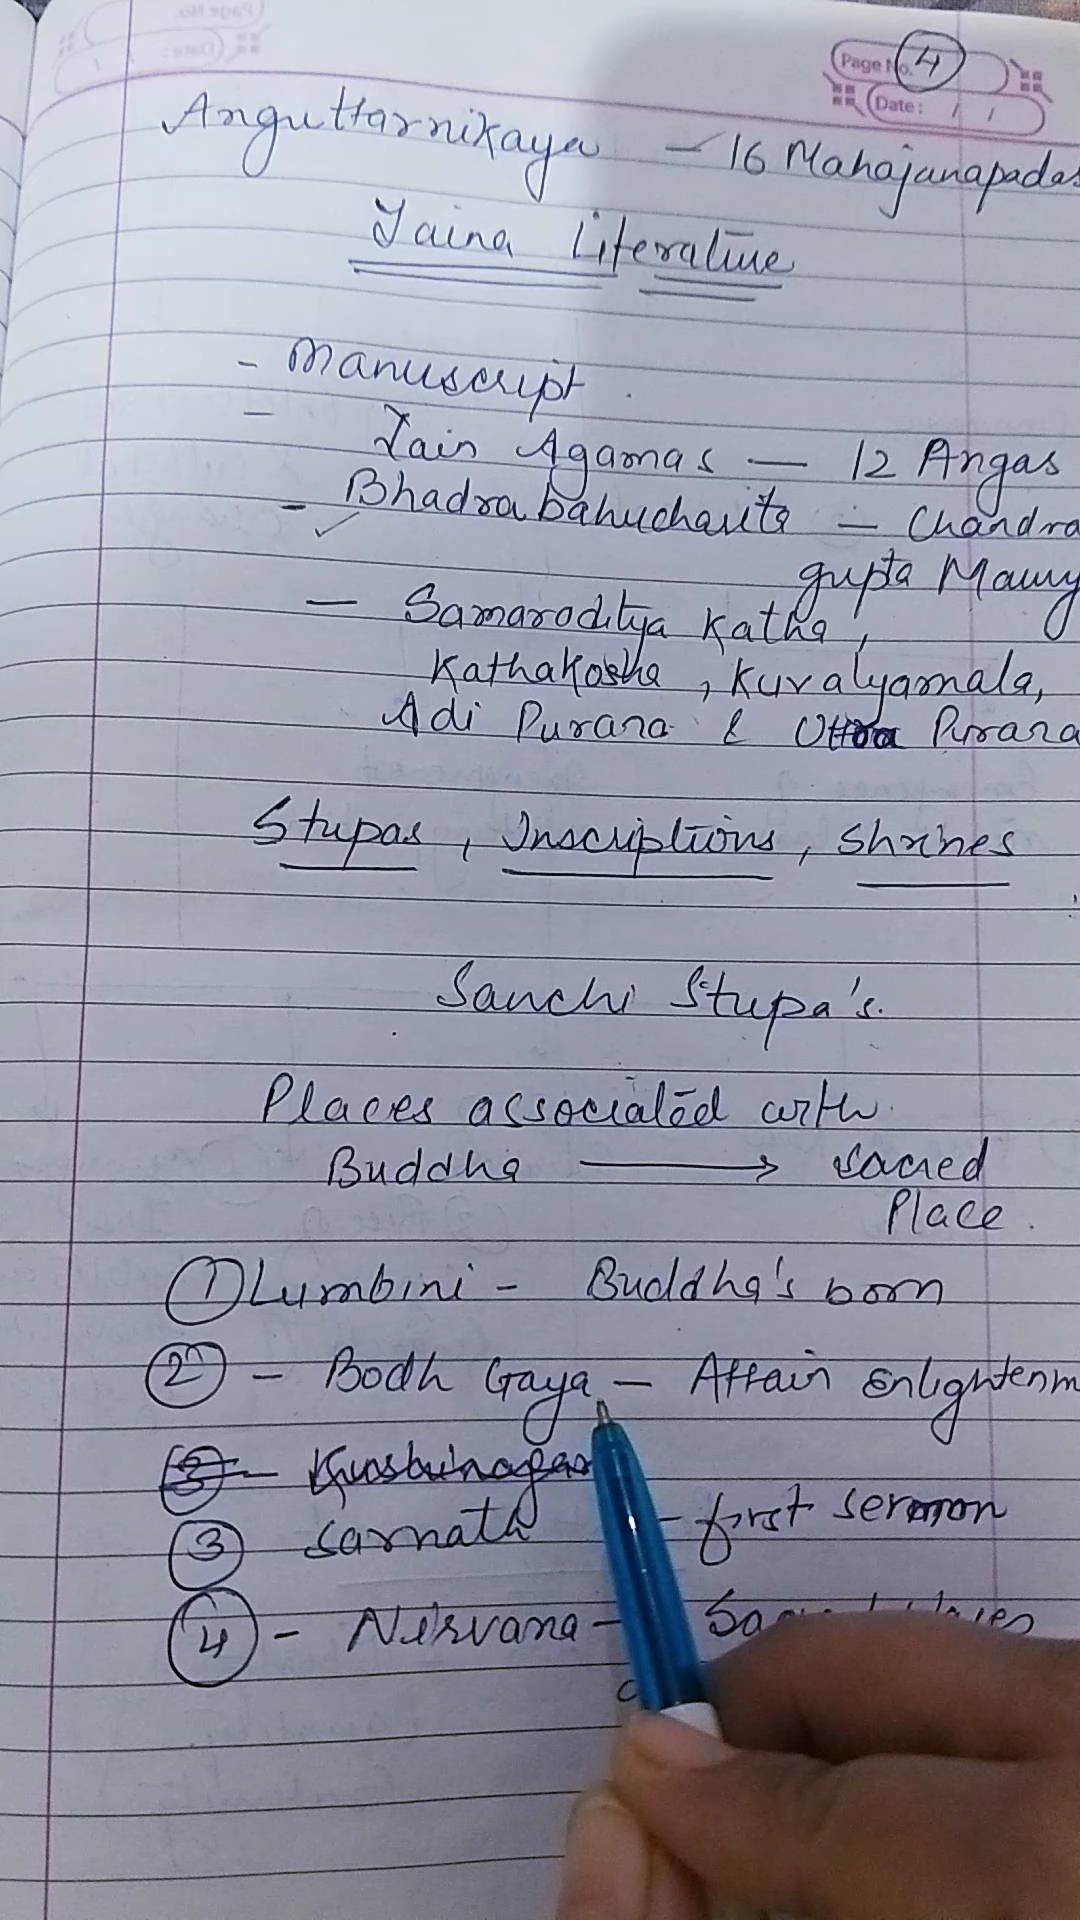 Page No. 4
Date: / /
Anguttarnikaya - 16 Mahajanapadas
Jaina Literature
- Manuscript.
- Jain Agamas — 12 Angas
- Bhadrabahucharita — Chandra
gupta Maury
— Samaraditya Katha,
Kathakosha, Kuvalyamala,
Adi Purana & Uttra Purana
Stupas, Inscriptions, Shrines
Sanchi Stupa's.
Places associated with
Buddha → sacred
Place.
① Lumbini - Buddha's born
② - Bodh Gaya - Attain Enlightenm
③ - Kushinagar
③ Sarnath - first sermon
④ - Nirvana -